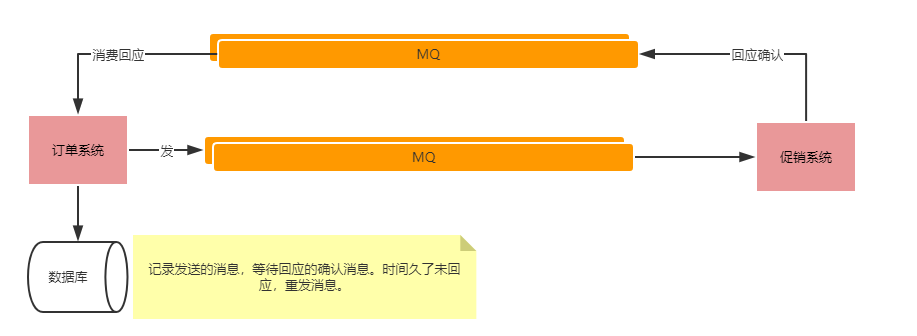 消费回应
MQ
回应确认
订单系统
发
MQ
促销系统
数据库
记录发送的消息，等待回应的确认消息。时间久了未回
应，重发消息。